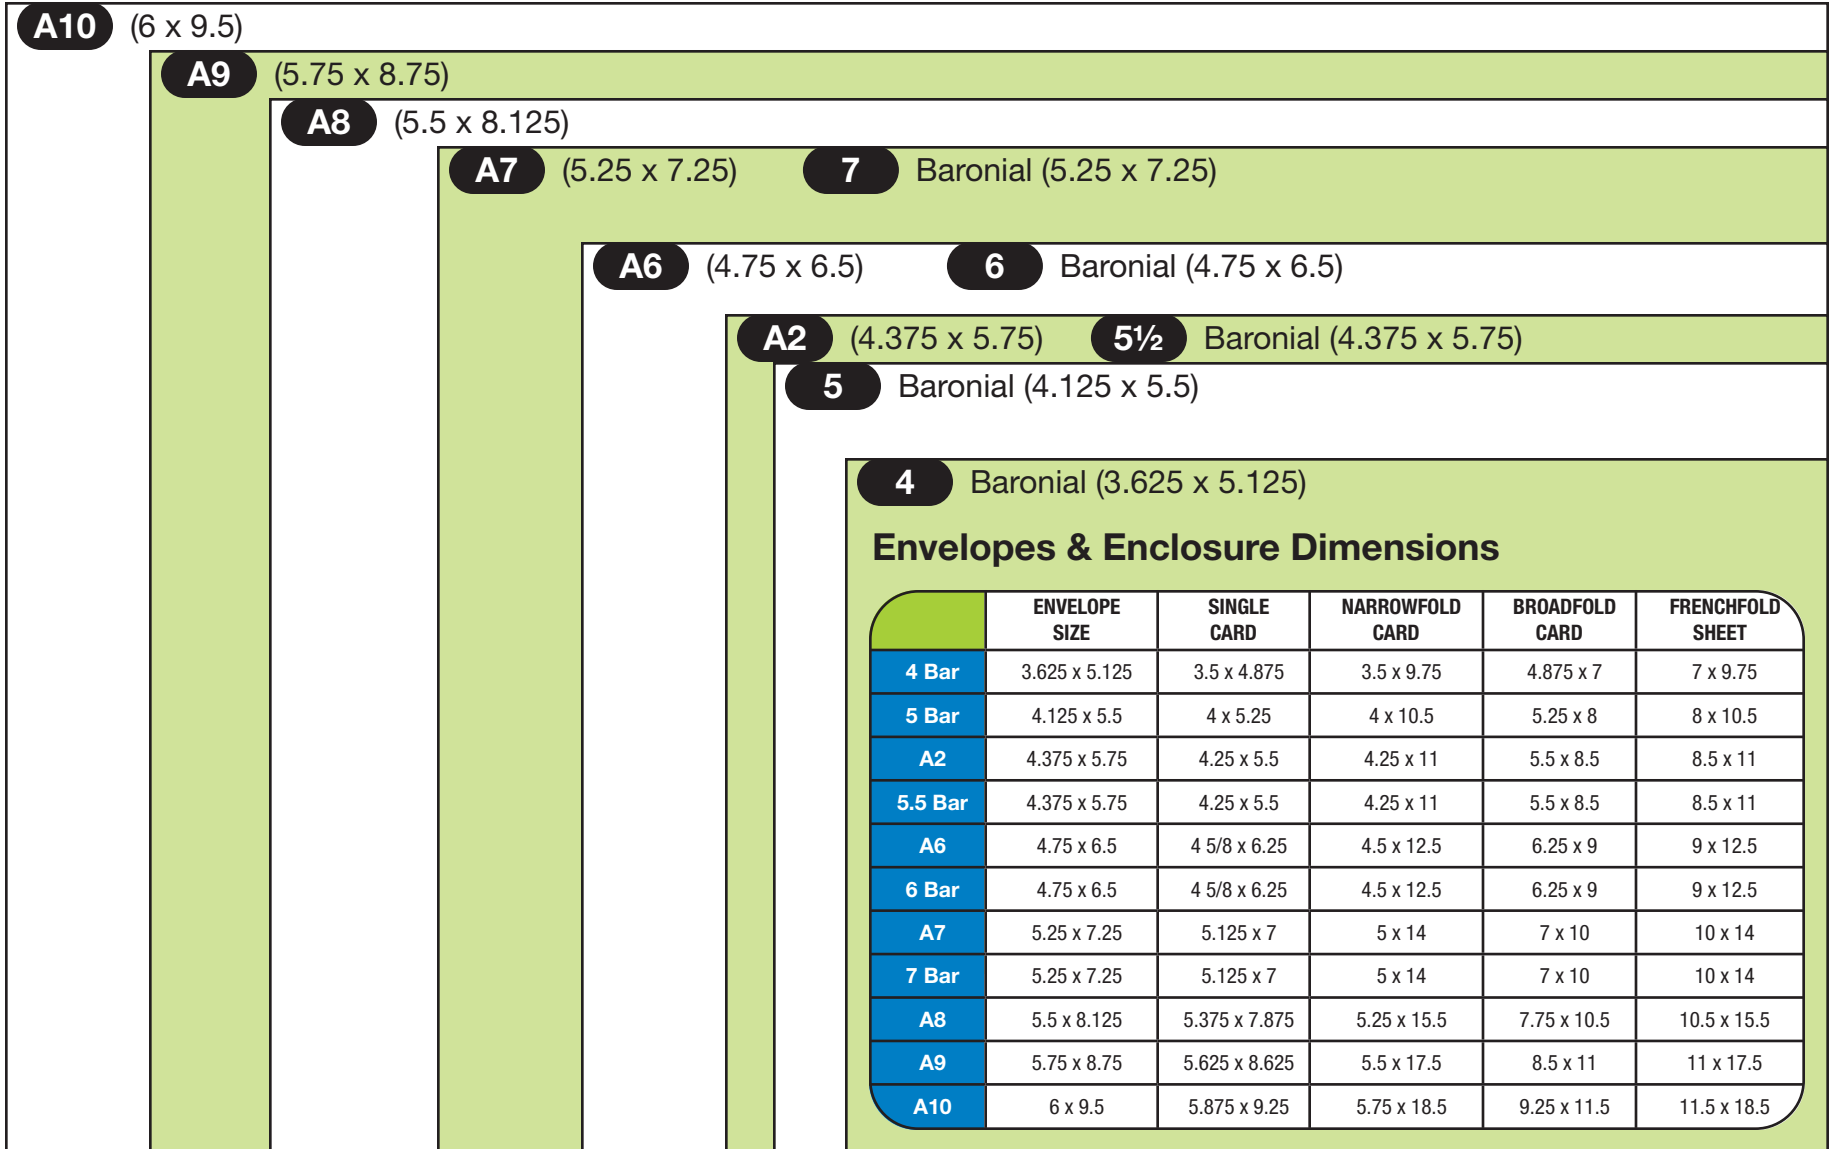 A10 (6 x 9.5)
A9 (5.75 x 8.75)
A8 (5.5 x 8.125)
A7 (5.25 x 7.25) 7 Baronial (5.25 x 7.25)
A6 (4.75 x 6.5) 6 Baronial (4.75 x 6.5)
A2 (4.375 x 5.75) 5½ Baronial (4.375 x 5.75)
5 Baronial (4.125 x 5.5)
4 Baronial (3.625 x 5.125)
Envelopes & Enclosure Dimensions
ENVELOPE SIZE SINGLE CARD NARROWFOLD CARD BROADFOLD CARD FRENCHFOLD SHEET
4 Bar 3.625 x 5.125 3.5 x 4.875 3.5 x 9.75 4.875 x 7 7 x 9.75
5 Bar 4.125 x 5.5 4 x 5.25 4 x 10.5 5.25 x 8 8 x 10.5
A2 4.375 x 5.75 4.25 x 5.5 4.25 x 11 5.5 x 8.5 8.5 x 11
5.5 Bar 4.375 x 5.75 4.25 x 5.5 4.25 x 11 5.5 x 8.5 8.5 x 11
A6 4.75 x 6.5 4 5/8 x 6.25 4.5 x 12.5 6.25 x 9 9 x 12.5
6 Bar 4.75 x 6.5 4 5/8 x 6.25 4.5 x 12.5 6.25 x 9 9 x 12.5
A7 5.25 x 7.25 5.125 x 7 5 x 14 7 x 10 10 x 14
7 Bar 5.25 x 7.25 5.125 x 7 5 x 14 7 x 10 10 x 14
A8 5.5 x 8.125 5.375 x 7.875 5.25 x 15.5 7.75 x 10.5 10.5 x 15.5
A9 5.75 x 8.75 5.625 x 8.625 5.5 x 17.5 8.5 x 11 11 x 17.5
A10 6 x 9.5 5.875 x 9.25 5.75 x 18.5 9.25 x 11.5 11.5 x 18.5